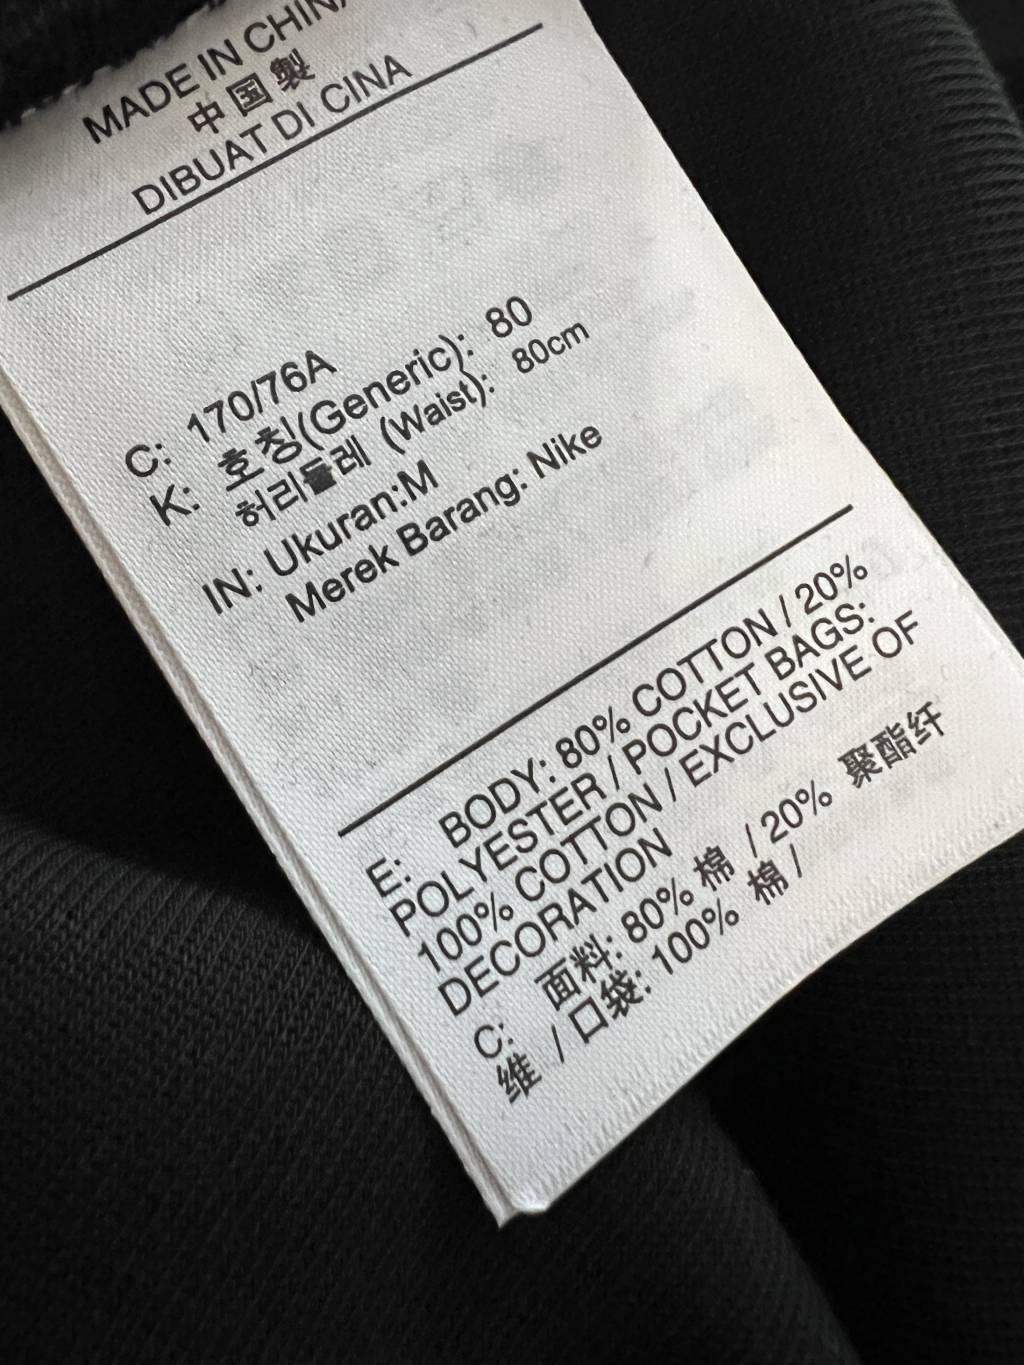 MADE IN CHINA
中国製
DIBUAT DI CINA
C: 170/76A
K: 호칭(Generic): 80
허리둘레 (Waist): 80cm
IN: Ukuran:M
Merek Barang: Nike
E: BODY: 80% COTTON / 20%
POLYESTER / POCKET BAGS:
100% COTTON / EXCLUSIVE OF
DECORATION
C: 面料: 80% 棉 / 20% 聚酯纤
维 / 口袋: 100% 棉 /